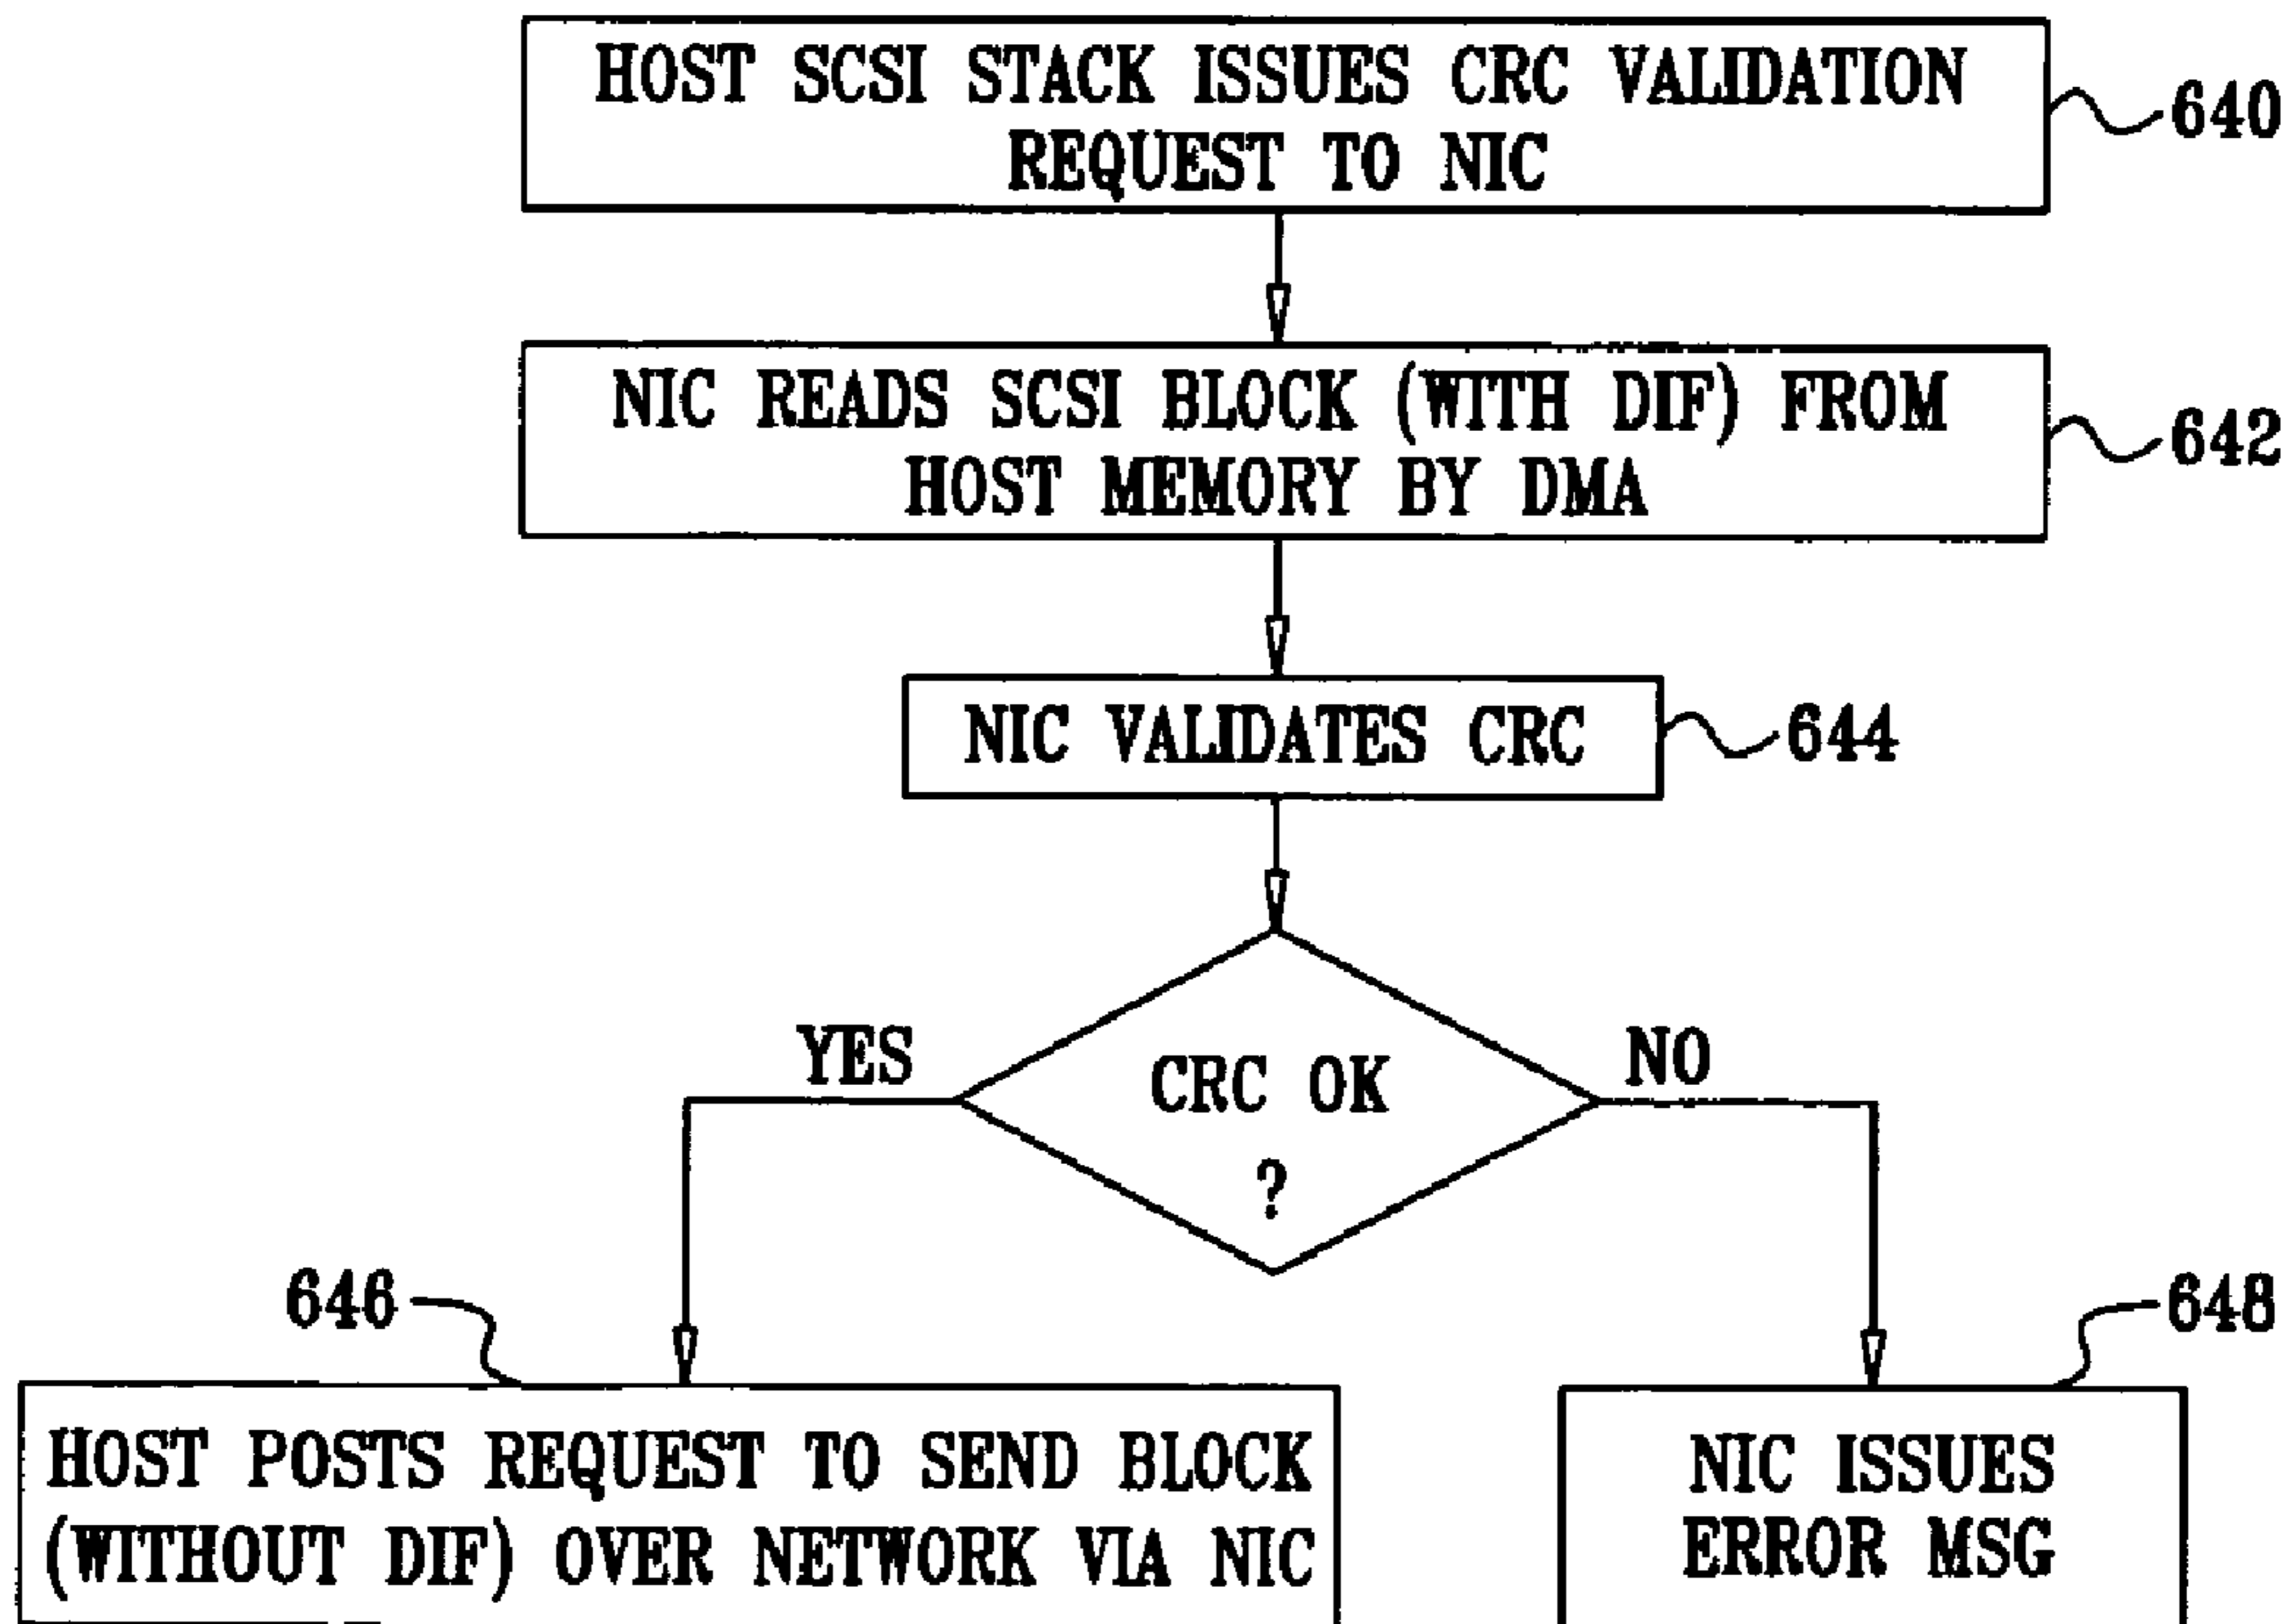 HOST SCSI STACK ISSUES CRC VALIDATION
REQUEST TO NIC
640
NIC READS SCSI BLOCK (WITH DIF) FROM
HOST MEMORY BY DMA
642
NIC VALIDATES CRC
644
YES
CRC OK
?
NO
646
648
HOST POSTS REQUEST TO SEND BLOCK
(WITHOUT DIF) OVER NETWORK VIA NIC
NIC ISSUES
ERROR MSG